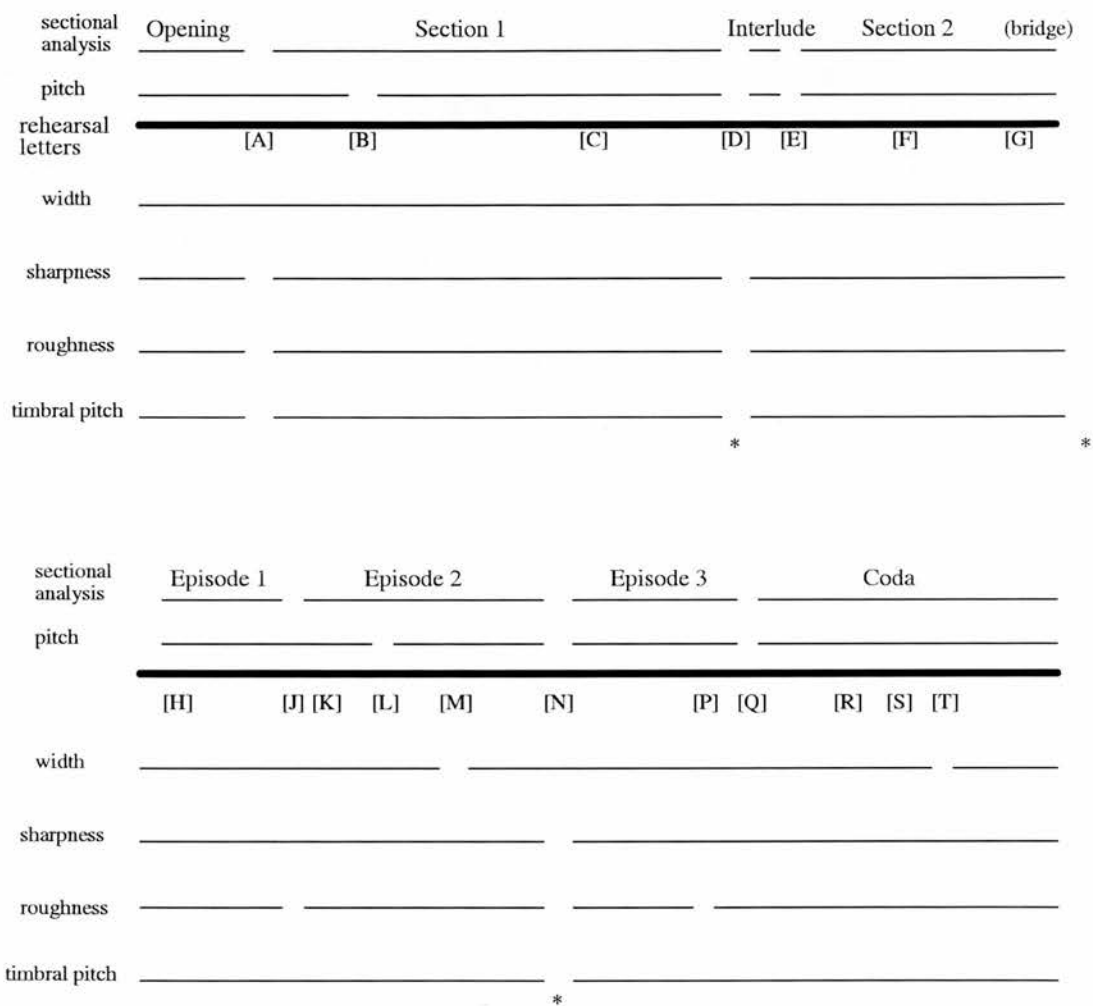 sectional
analysis
Opening Section 1 Interlude Section 2 (bridge)
pitch
rehearsal
letters
[A] [B] [C] [D] [E] [F] [G]
width
sharpness
roughness
timbral pitch
* *
sectional
analysis
Episode 1 Episode 2 Episode 3 Coda
pitch
[H] [J] [K] [L] [M] [N] [P] [Q] [R] [S] [T]
width
sharpness
roughness
timbral pitch
*